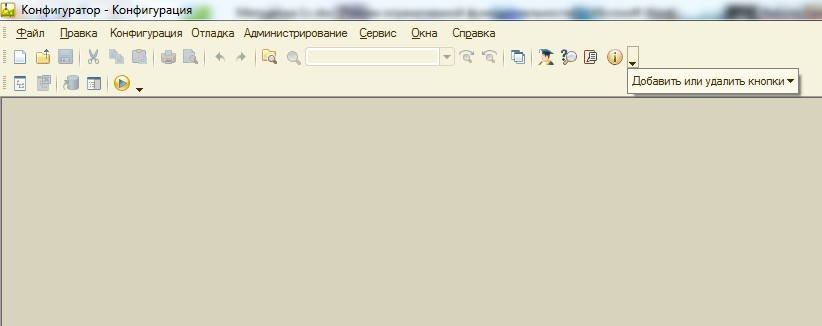 Конфигуратор - Конфигурация
Файл Правка Конфигурация Отладка Администрирование Сервис Окна Справка
Добавить или удалить кнопки